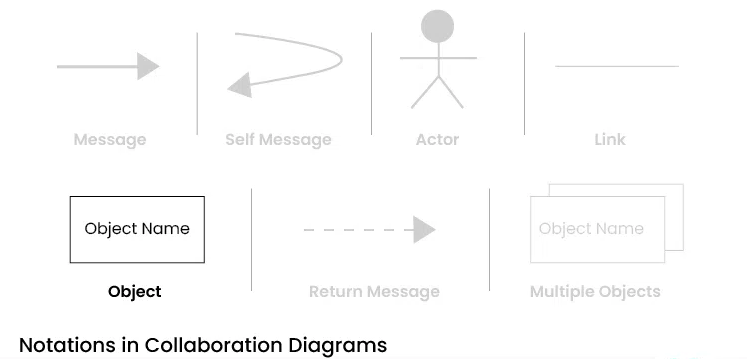 Message
Self Message
Actor
Link
Object Name
Object Name
Object
Return Message
Multiple Objects
Notations in Collaboration Diagrams